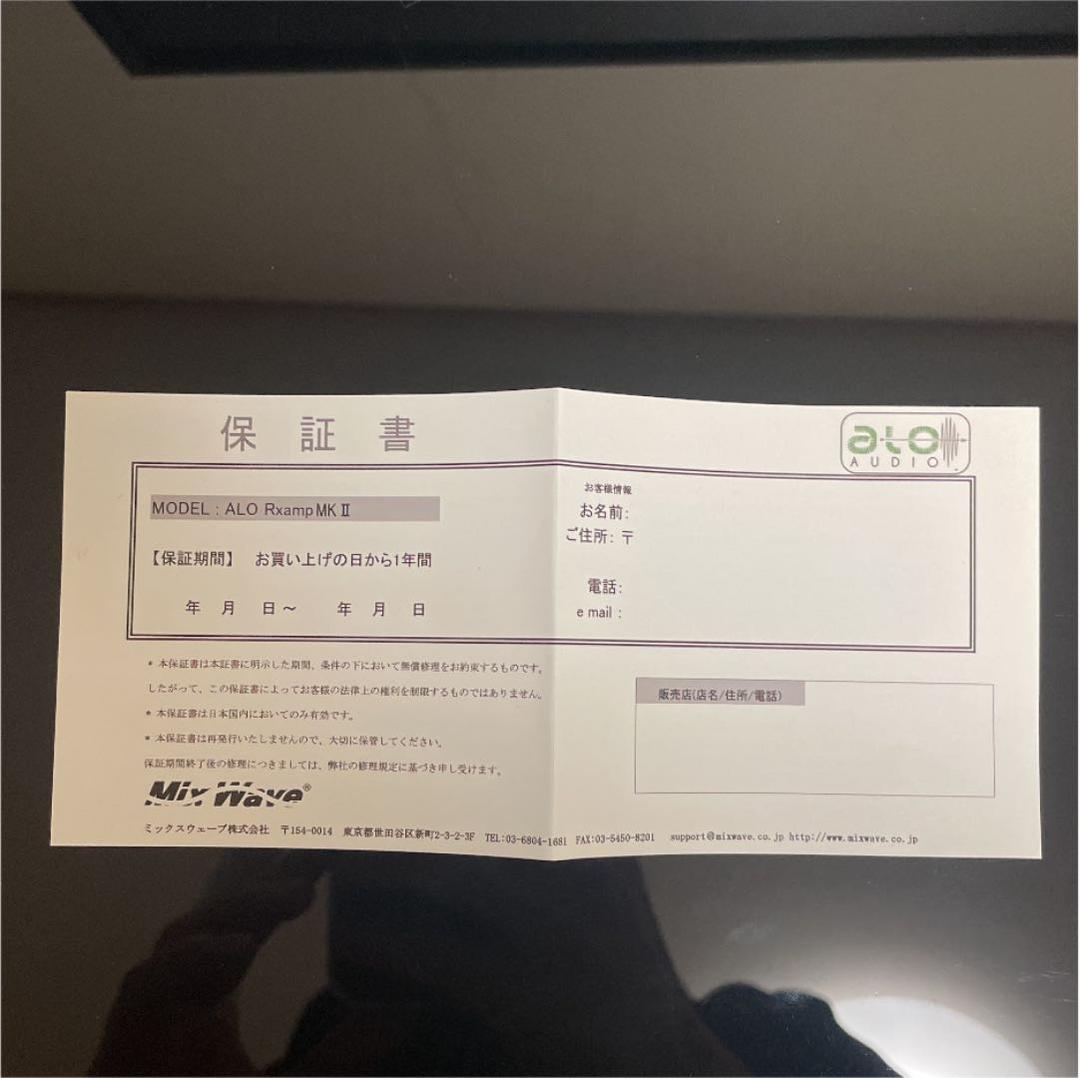 保証書
aLO
AUDIO
MODEL : ALO Rxamp MK Ⅱ
【保証期間】 お買い上げの日から1年間
年 月 日～ 年 月 日
お客様情報
お名前:
ご住所: 〒
電話:
e mail :
* 本保証書は本証書に明示した期間、条件の下において無償修理をお約束するものです。
したがって、この保証書によってお客様の法律上の権利を制限するものではありません。
* 本保証書は日本国内においてのみ有効です。
* 本保証書は再発行いたしませんので、大切に保管してください。
保証期間終了後の修理につきましては、弊社の修理規定に基づき申し受けます。
販売店(店名/住所/電話)
Mix Wave®
ミックスウェーブ株式会社 〒154-0014 東京都世田谷区新町2-3-2-3F TEL:03-6804-1681 FAX:03-5450-8201 support@mixwave.co.jp http://www.mixwave.co.jp